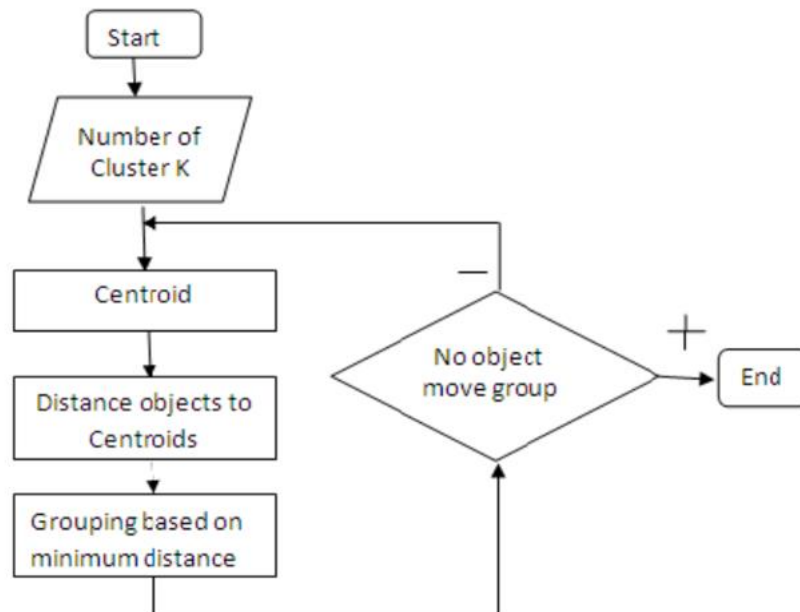 Start
Number of
Cluster K
Centroid
Distance objects to
Centroids
Grouping based on
minimum distance
No object
move group
−
+
End